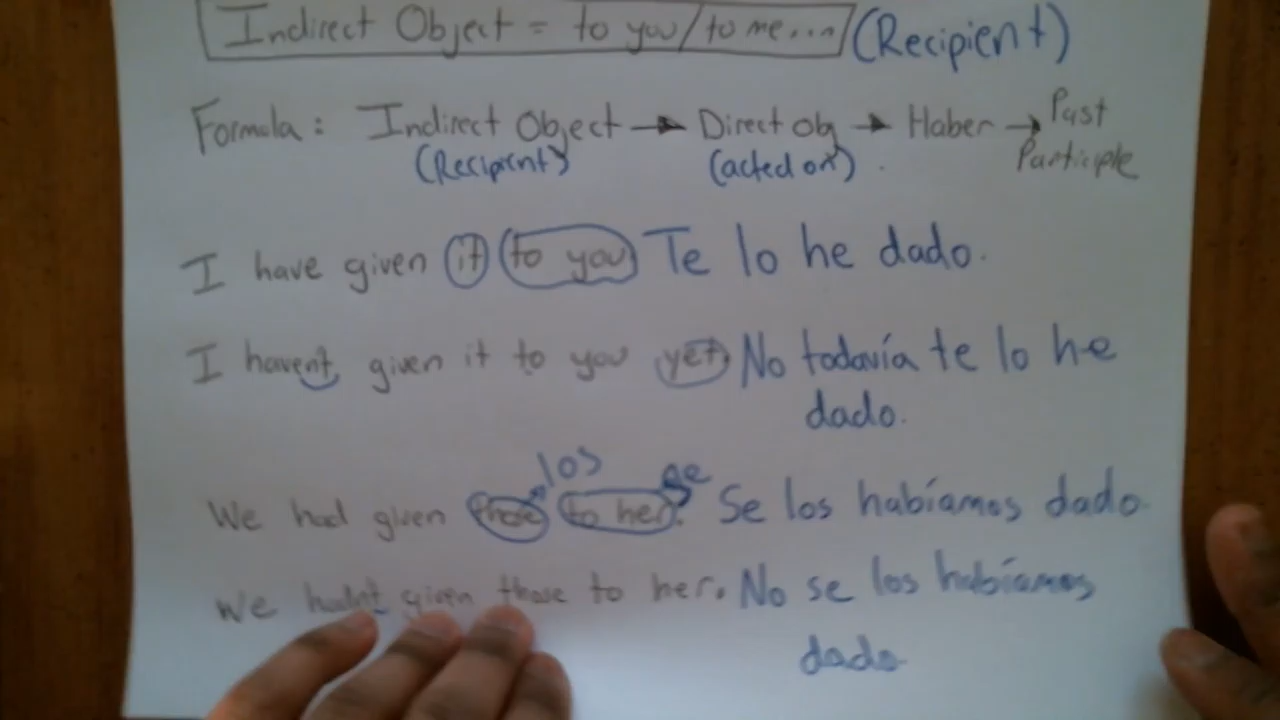 Indirect Object = to you/to me...n (Recipient)
Formula: Indirect Object → Direct ob → Haber → Past Participle
(Recipient) (acted on)
I have given it to you Te lo he dado.
I haven't given it to you yet No todavía te lo he
dado.
los se
We had given those to her. Se los habíamos dado
We hadn't given those to her. No se los habíamos
dado